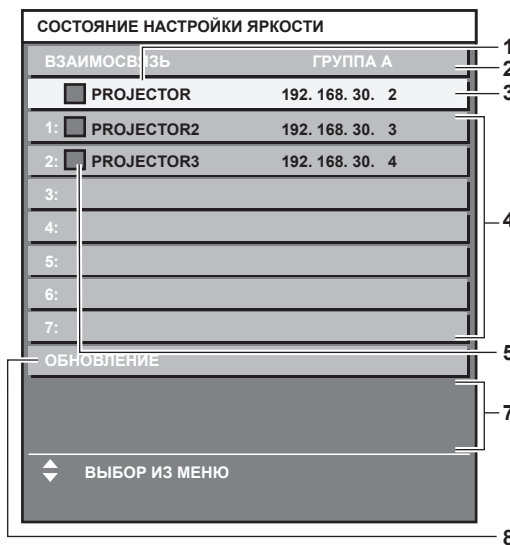 СОСТОЯНИЕ НАСТРОЙКИ ЯРКОСТИ
1
ВЗАИМОСВЯЗЬ ГРУППА A
2
PROJECTOR 192. 168. 30. 2
3
1: PROJECTOR2 192. 168. 30. 3
2: PROJECTOR3 192. 168. 30. 4
3:
4:
4
5:
6:
7:
ОБНОВЛЕНИЕ
5
7
ВЫБОР ИЗ МЕНЮ
8